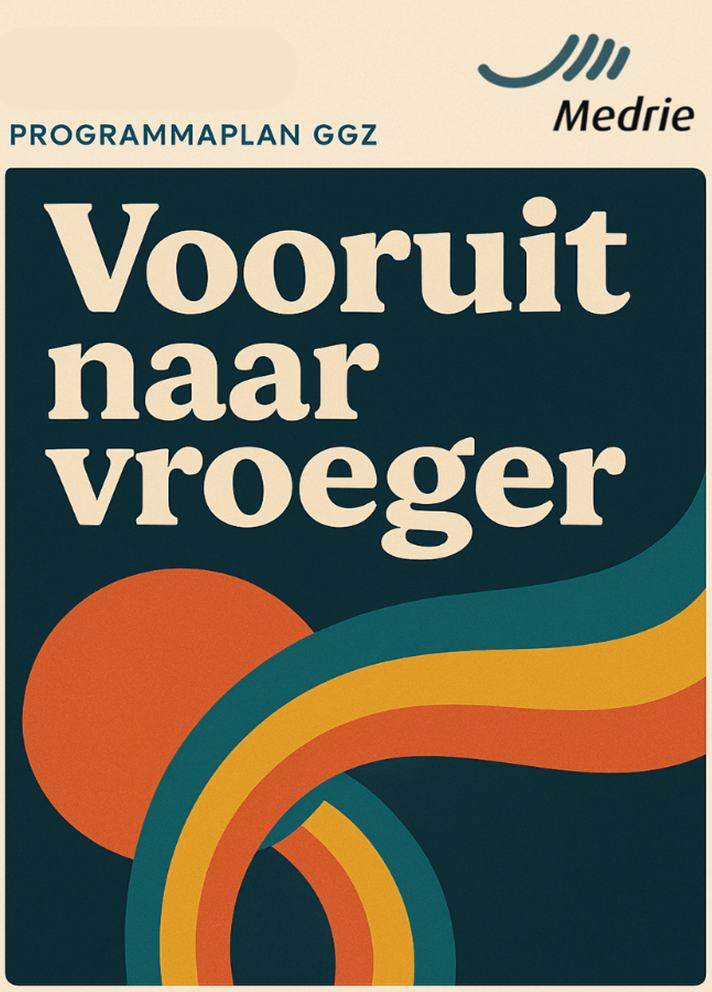 Medrie
PROGRAMMAPLAN GGZ
Vooruit
naar
vroeger